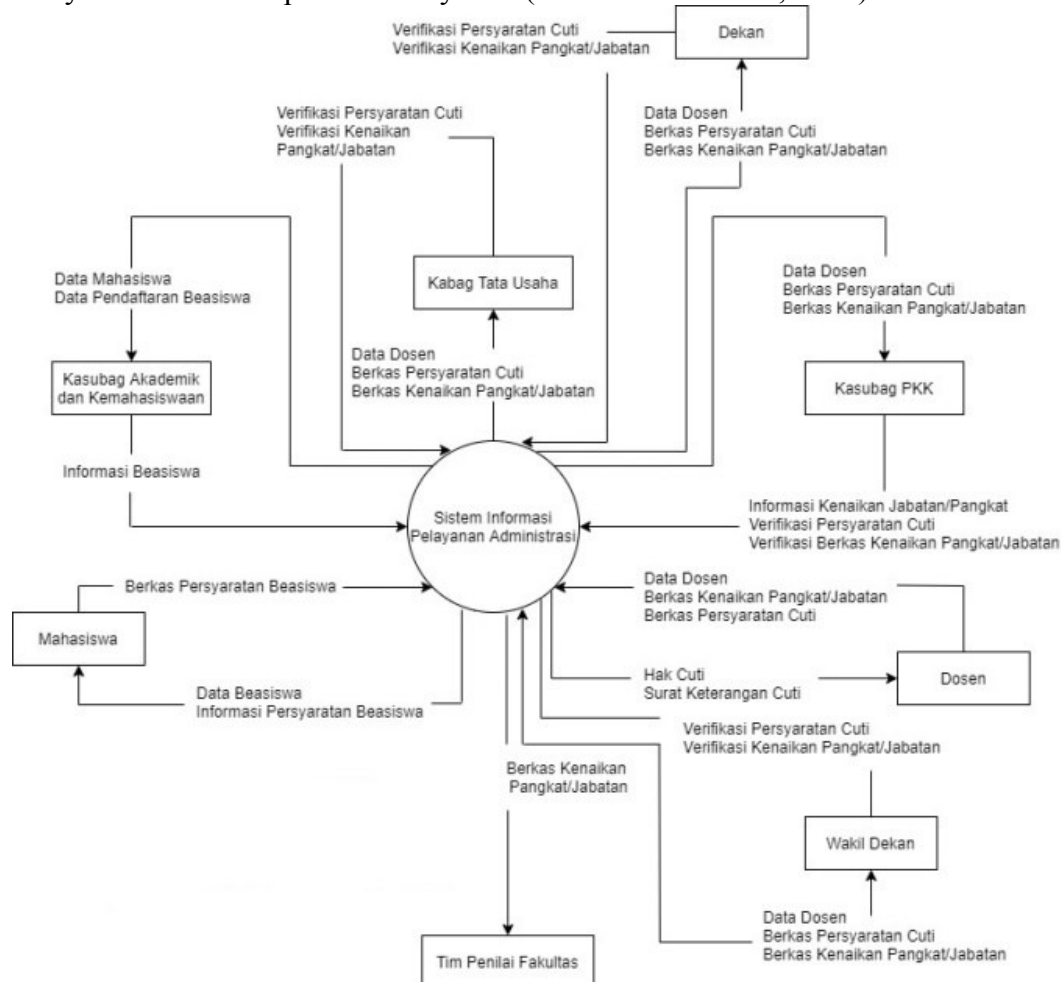 Verifikasi Persyaratan Cuti
Verifikasi Kenaikan Pangkat/Jabatan
Dekan
Data Dosen
Berkas Persyaratan Cuti
Berkas Kenaikan Pangkat/Jabatan
Verifikasi Persyaratan Cuti
Verifikasi Kenaikan
Pangkat/Jabatan
Data Mahasiswa
Data Pendaftaran Beasiswa
Kabag Tata Usaha
Data Dosen
Berkas Persyaratan Cuti
Berkas Kenaikan Pangkat/Jabatan
Data Dosen
Berkas Persyaratan Cuti
Berkas Kenaikan Pangkat/Jabatan
Kasubag Akademik
dan Kemahasiswaan
Kasubag PKK
Informasi Beasiswa
Sistem Informasi
Pelayanan Administrasi
Informasi Kenaikan Jabatan/Pangkat
Verifikasi Persyaratan Cuti
Verifikasi Berkas Kenaikan Pangkat/Jabatan
Berkas Persyaratan Beasiswa
Mahasiswa
Data Beasiswa
Informasi Persyaratan Beasiswa
Data Dosen
Berkas Kenaikan Pangkat/Jabatan
Berkas Persyaratan Cuti
Hak Cuti
Surat Keterangan Cuti
Dosen
Verifikasi Persyaratan Cuti
Verifikasi Kenaikan Pangkat/Jabatan
Berkas Kenaikan
Pangkat/Jabatan
Wakil Dekan
Data Dosen
Berkas Persyaratan Cuti
Berkas Kenaikan Pangkat/Jabatan
Tim Penilai Fakultas